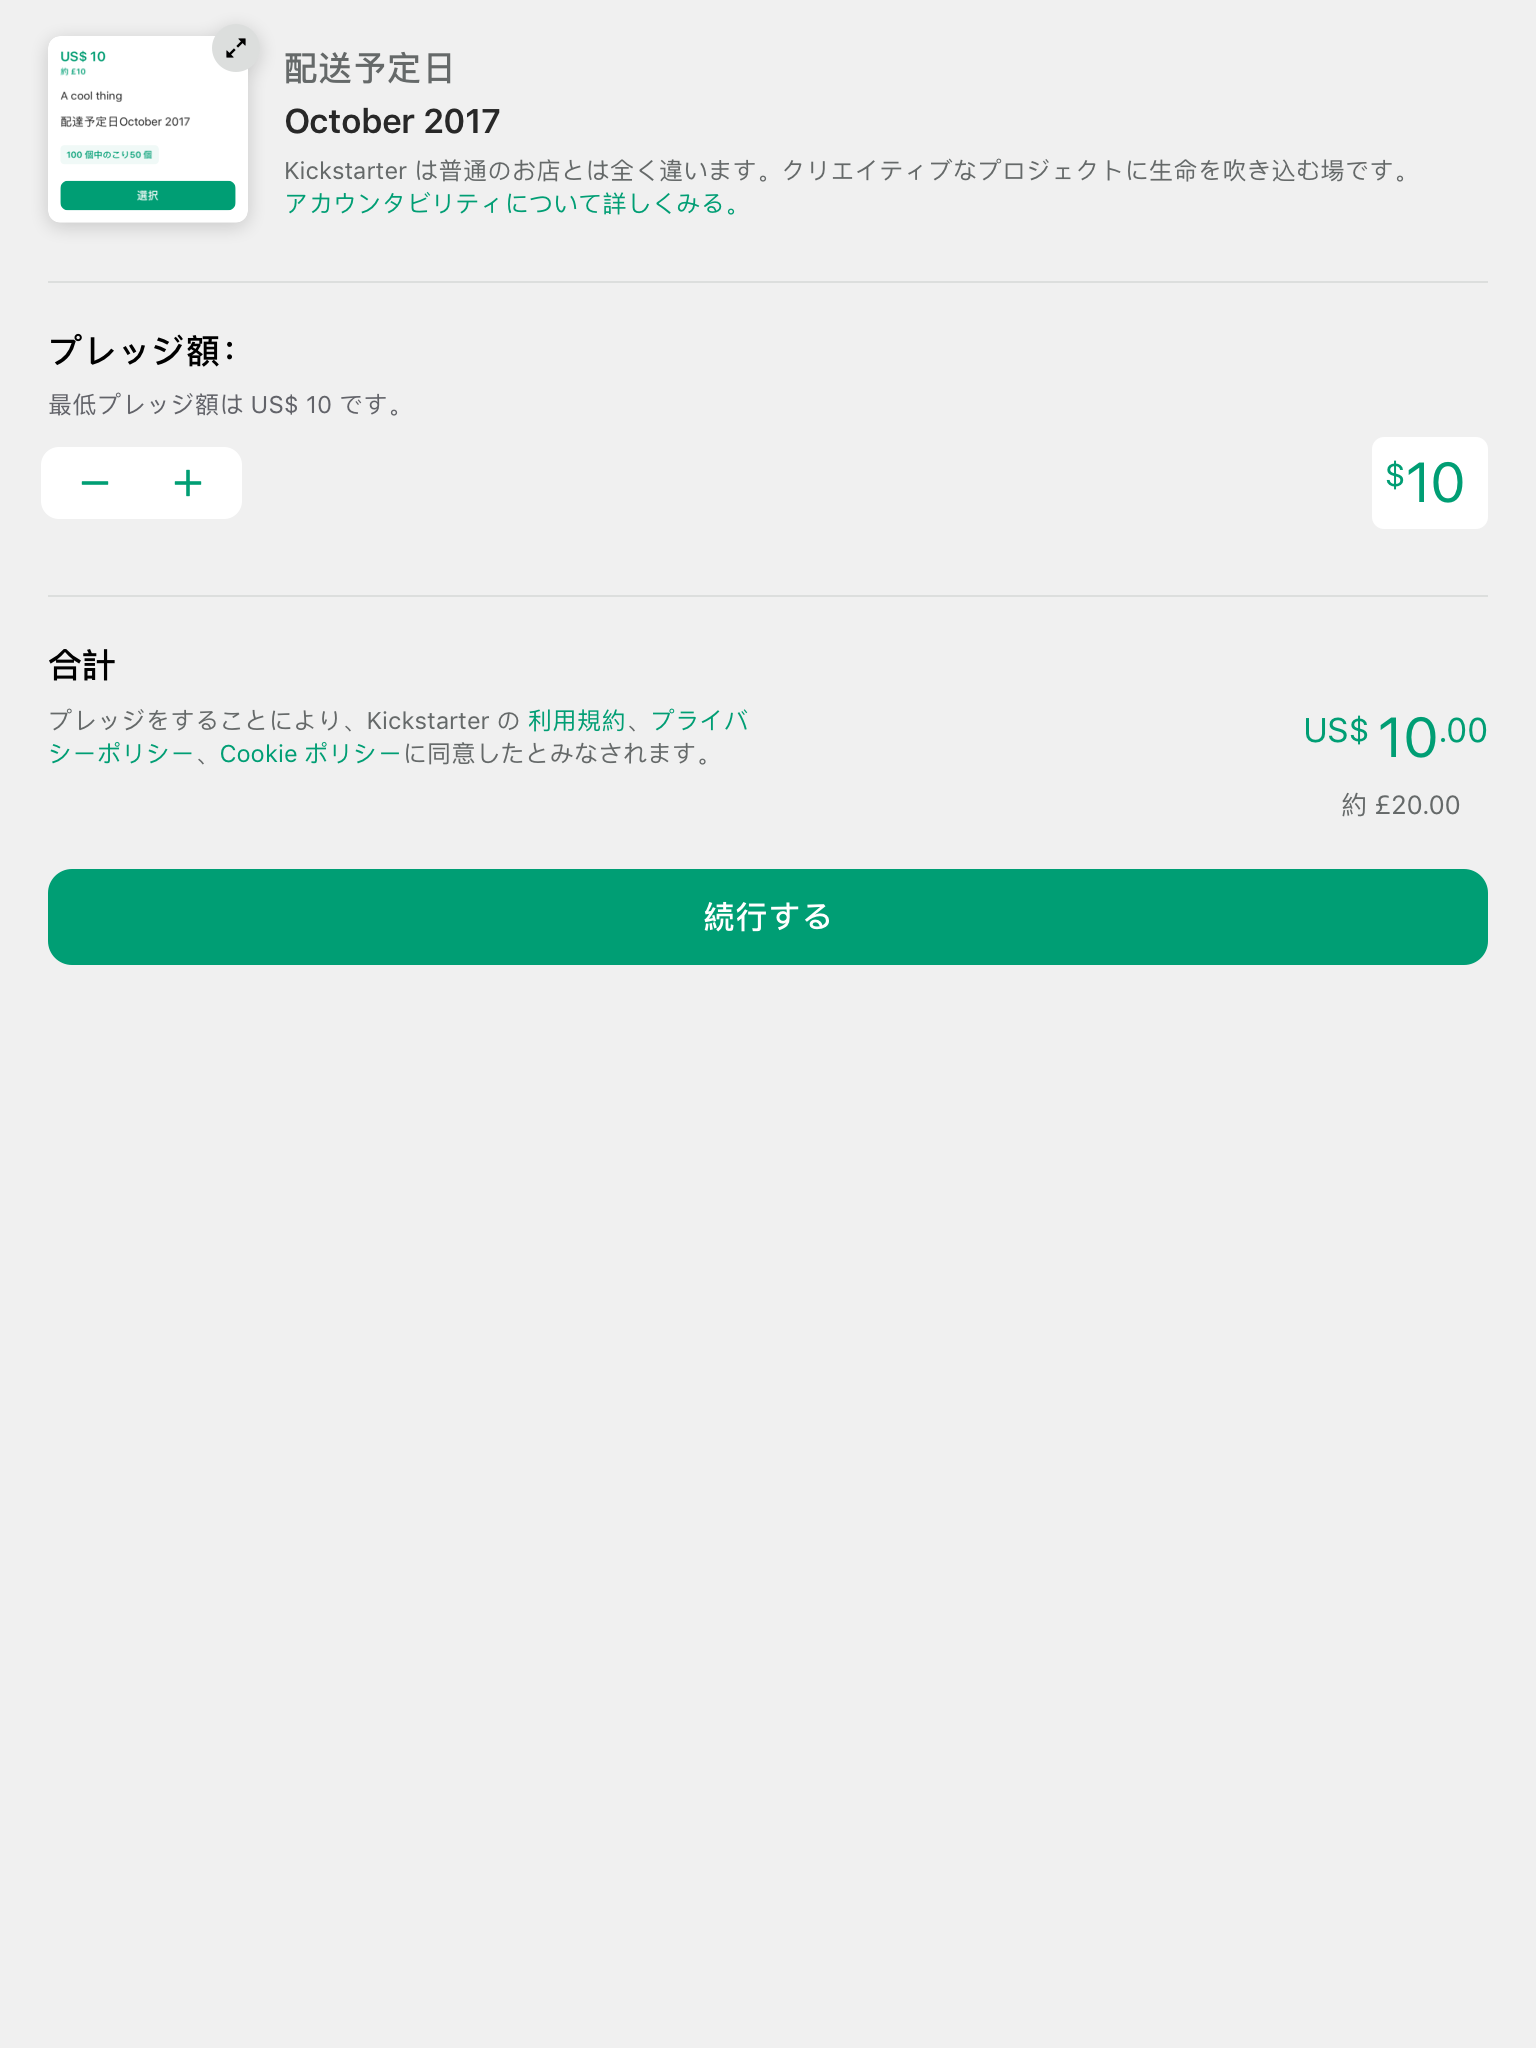 US$ 10
約 £10
A cool thing
配達予定日October 2017
100 個中のこり50 個
選択
配送予定日
October 2017
Kickstarter は普通のお店とは全く違います。クリエイティブなプロジェクトに生命を吹き込む場です。
アカウンタビリティについて詳しくみる。
プレッジ額：
最低プレッジ額は US$ 10 です。
− +
$10
合計
プレッジをすることにより、Kickstarter の 利用規約、プライバ
シーポリシー、Cookie ポリシーに同意したとみなされます。
US$ 10.00
約 £20.00
続行する